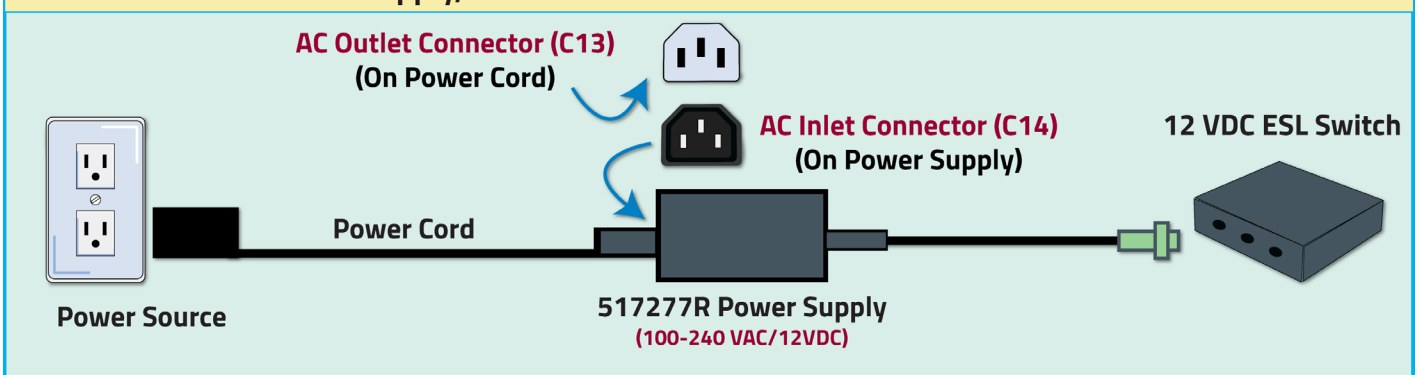 AC Outlet Connector (C13)
(On Power Cord)
AC Inlet Connector (C14)
(On Power Supply)
12 VDC ESL Switch
Power Cord
Power Source
517277R Power Supply
(100-240 VAC/12VDC)